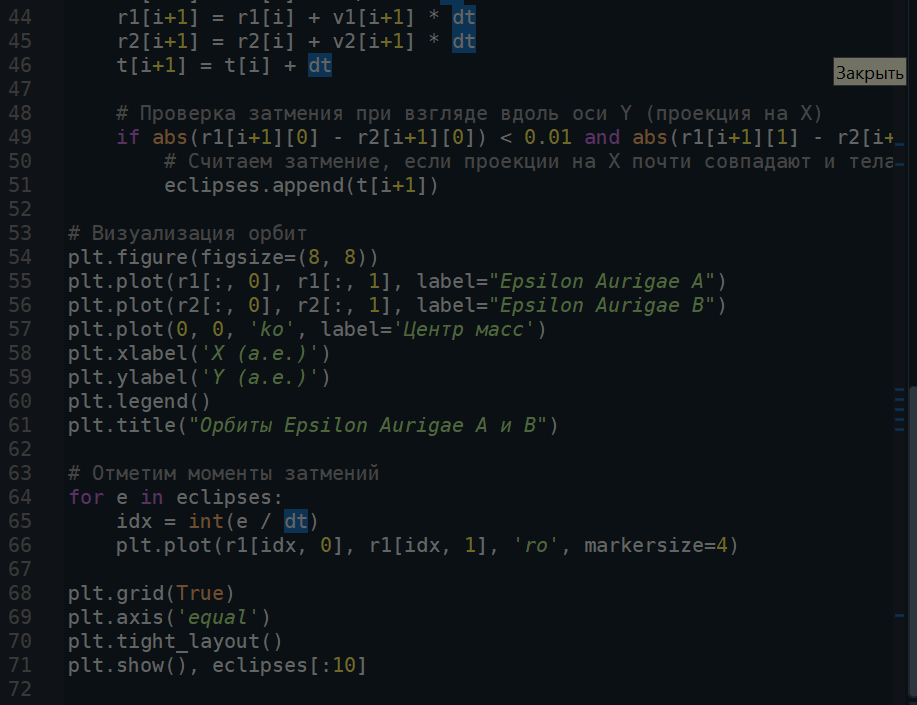 44 r1[i+1] = r1[i] + v1[i+1] * dt
45 r2[i+1] = r2[i] + v2[i+1] * dt
46 t[i+1] = t[i] + dt
Закрыть
47
48 # Проверка затмения при взгляде вдоль оси Y (проекция на X)
49 if abs(r1[i+1][0] - r2[i+1][0]) < 0.01 and abs(r1[i+1][1] - r2[i+
50 # Считаем затмение, если проекции на X почти совпадают и тела
51 eclipses.append(t[i+1])
52
53 # Визуализация орбит
54 plt.figure(figsize=(8, 8))
55 plt.plot(r1[:, 0], r1[:, 1], label="Epsilon Aurigae A")
56 plt.plot(r2[:, 0], r2[:, 1], label="Epsilon Aurigae B")
57 plt.plot(0, 0, 'ko', label='Центр масс')
58 plt.xlabel('X (a.e.)')
59 plt.ylabel('Y (a.e.)')
60 plt.legend()
61 plt.title("Орбиты Epsilon Aurigae A и B")
62
63 # Отметим моменты затмений
64 for e in eclipses:
65 idx = int(e / dt)
66 plt.plot(r1[idx, 0], r1[idx, 1], 'ro', markersize=4)
67
68 plt.grid(True)
69 plt.axis('equal')
70 plt.tight_layout()
71 plt.show(), eclipses[:10]
72